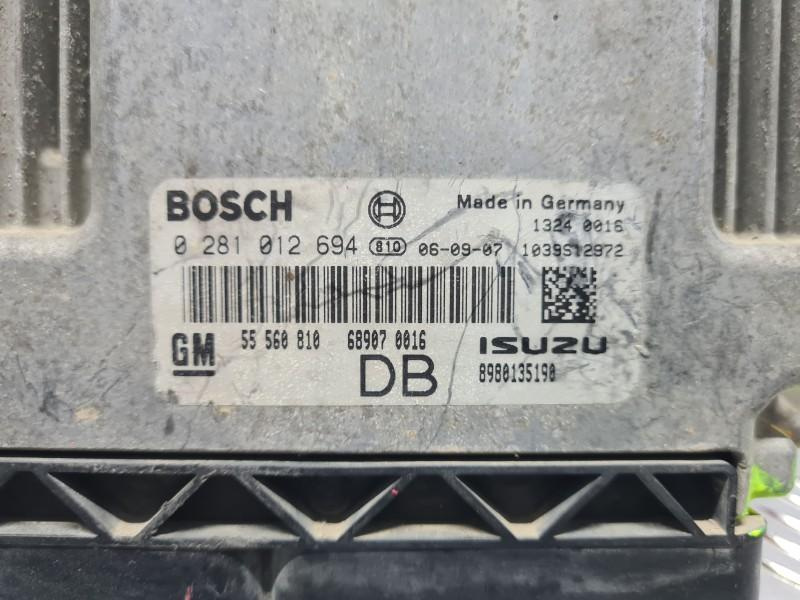 BOSCH Made in Germany
1324 0016
0 281 012 694 810 06-09-07 1039S12972
GM 55 560 810 68907 0016 ISUZU
DB 8980135190